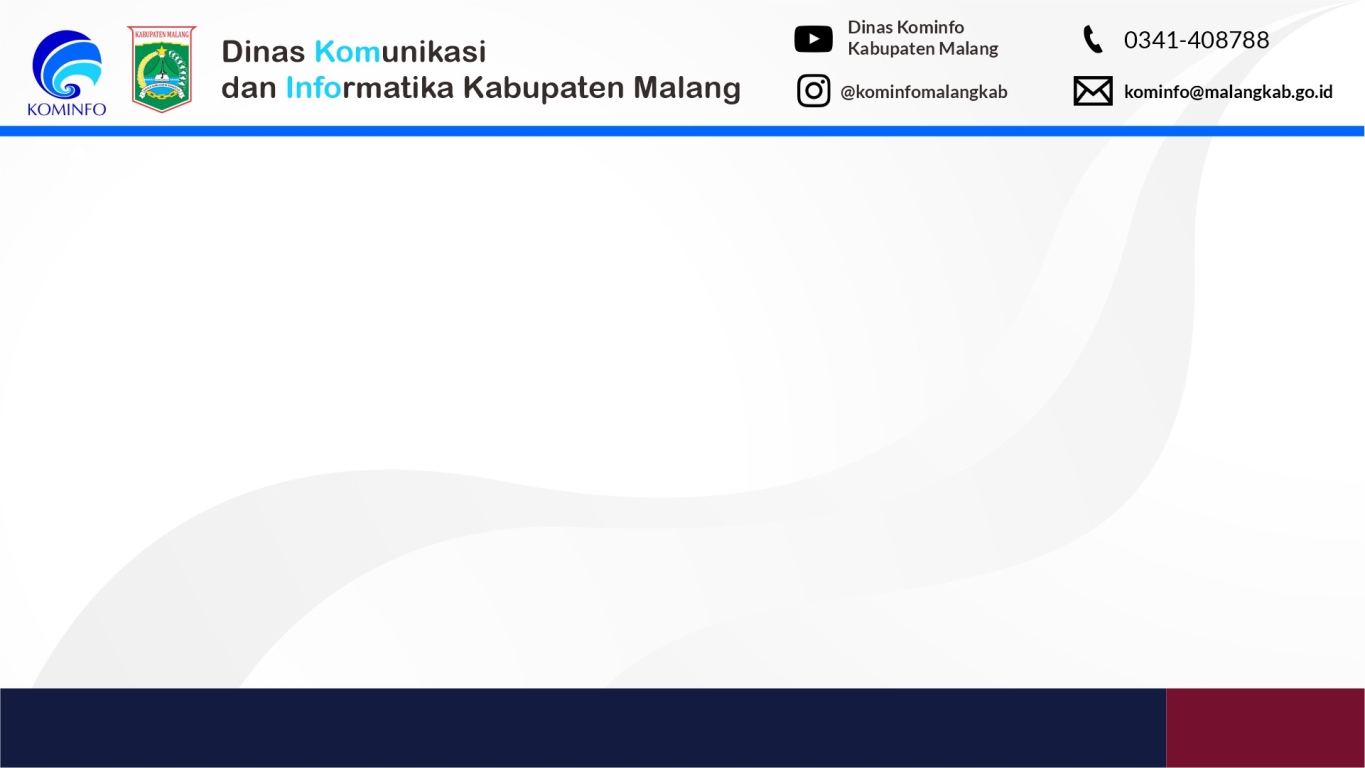 KOMINFO
KABUPATEN MALANG
Dinas Komunikasi
dan Informatika Kabupaten Malang
Dinas Kominfo
Kabupaten Malang
@kominfomalangkab
0341-408788
kominfo@malangkab.go.id